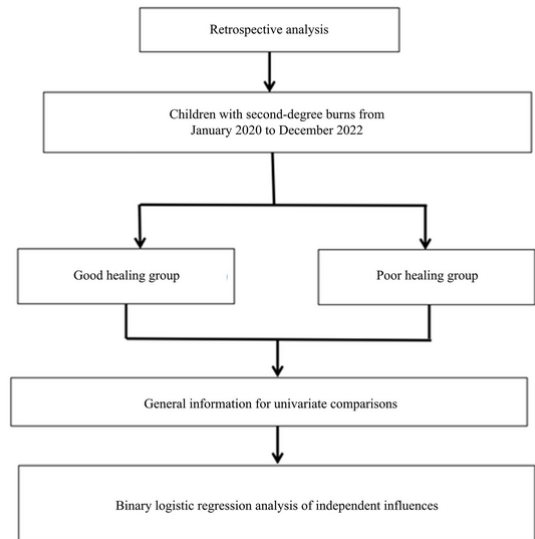 Retrospective analysis
Children with second-degree burns from
January 2020 to December 2022
Good healing group
Poor healing group
General information for univariate comparisons
Binary logistic regression analysis of independent influences